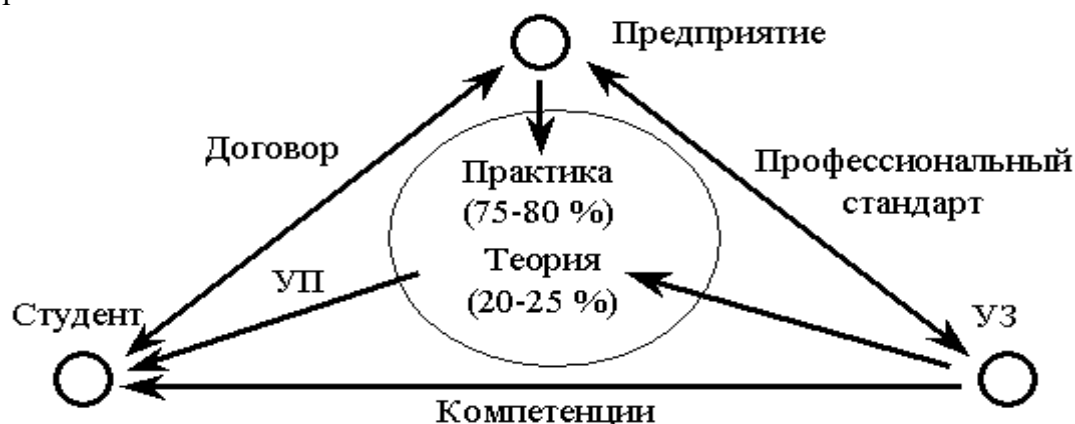 Предприятие
Договор
Профессиональный
стандарт
Практика
(75-80 %)
Теория
(20-25 %)
УП
Студент
УЗ
Компетенции